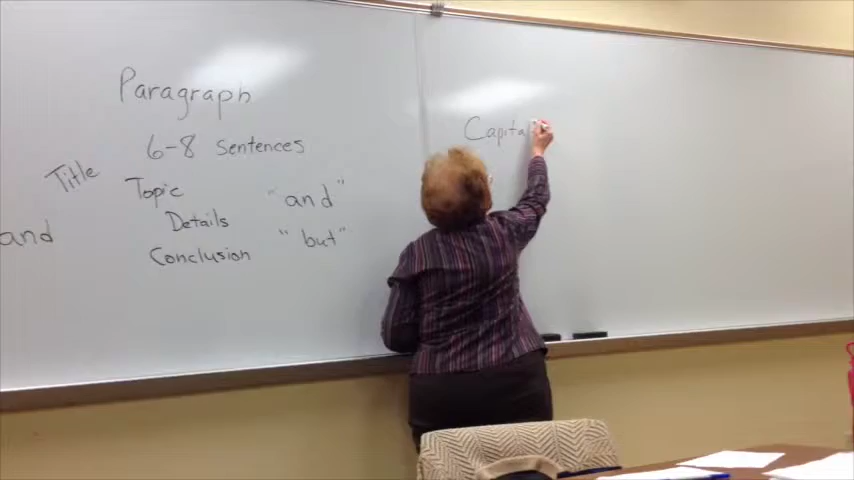 Paragraph
6-8 Sentences
Title
Topic "and"
Details
and "but"
Conclusion
Capita